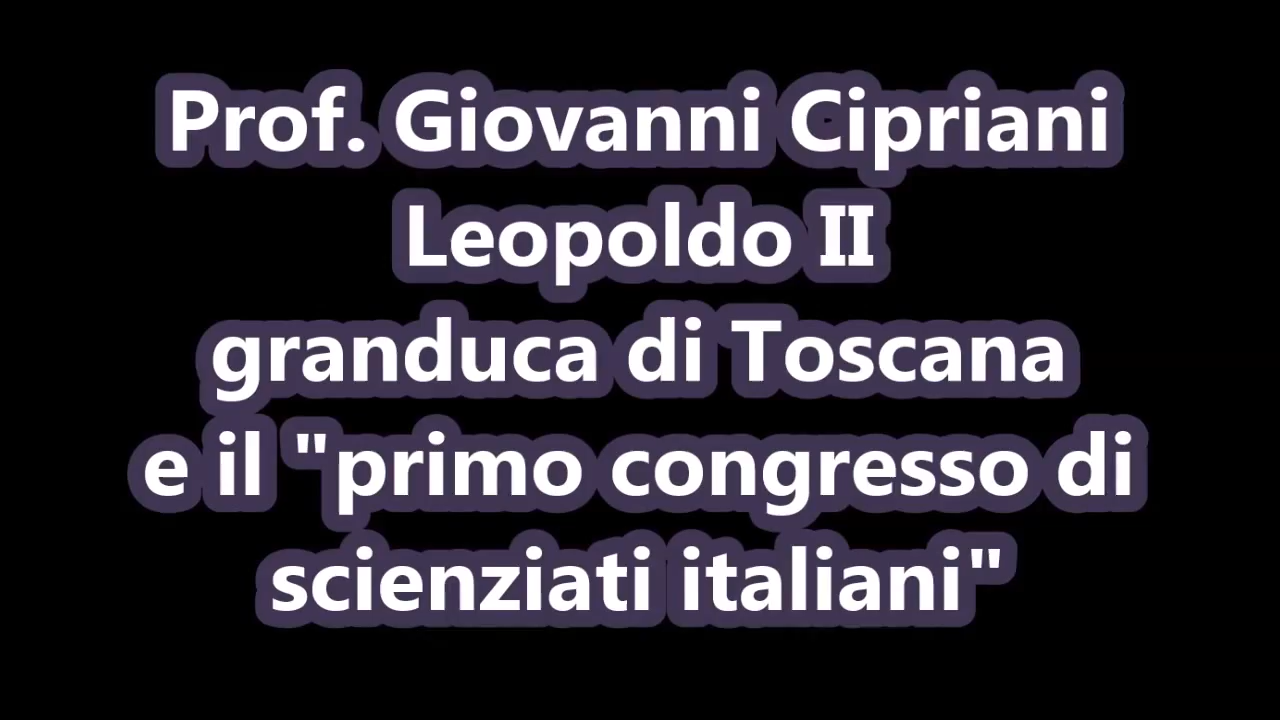 Prof. Giovanni Cipriani
Leopoldo II
granduca di Toscana
e il "primo congresso di
scienziati italiani"